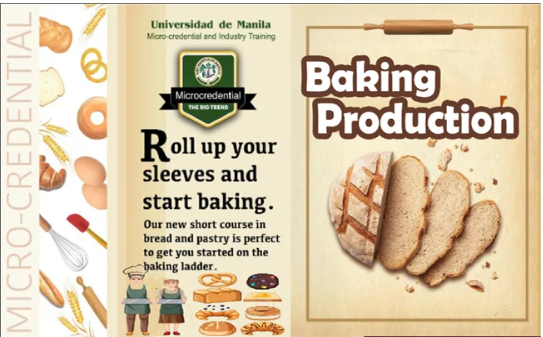 MICRO-CREDENTIAL
Universidad de Manila
Micro-credential and Industry Training
Microcredential
THE BIG TREND
Roll up your
sleeves and
start baking.
Our new short course in
bread and pastry is perfect
to get you started on the
baking ladder.
Baking
Production